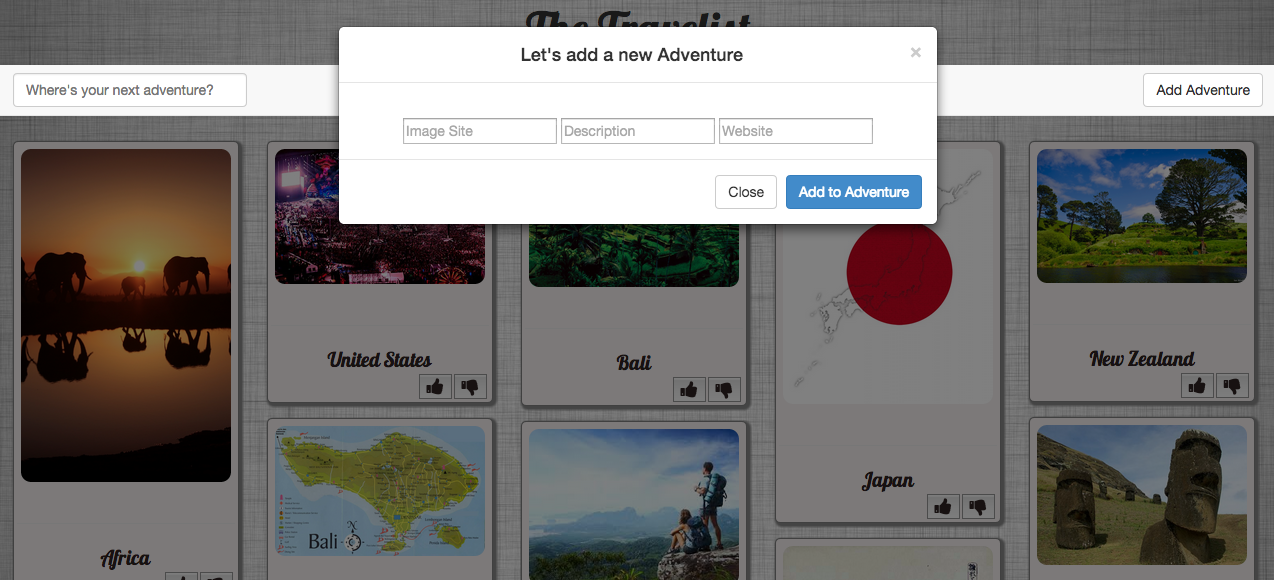 The Travelist
Let's add a new Adventure
×
Where's your next adventure?
Add Adventure
Image Site
Description
Website
Close
Add to Adventure
United States
Bali
New Zealand
Japan
N
Bali
Africa